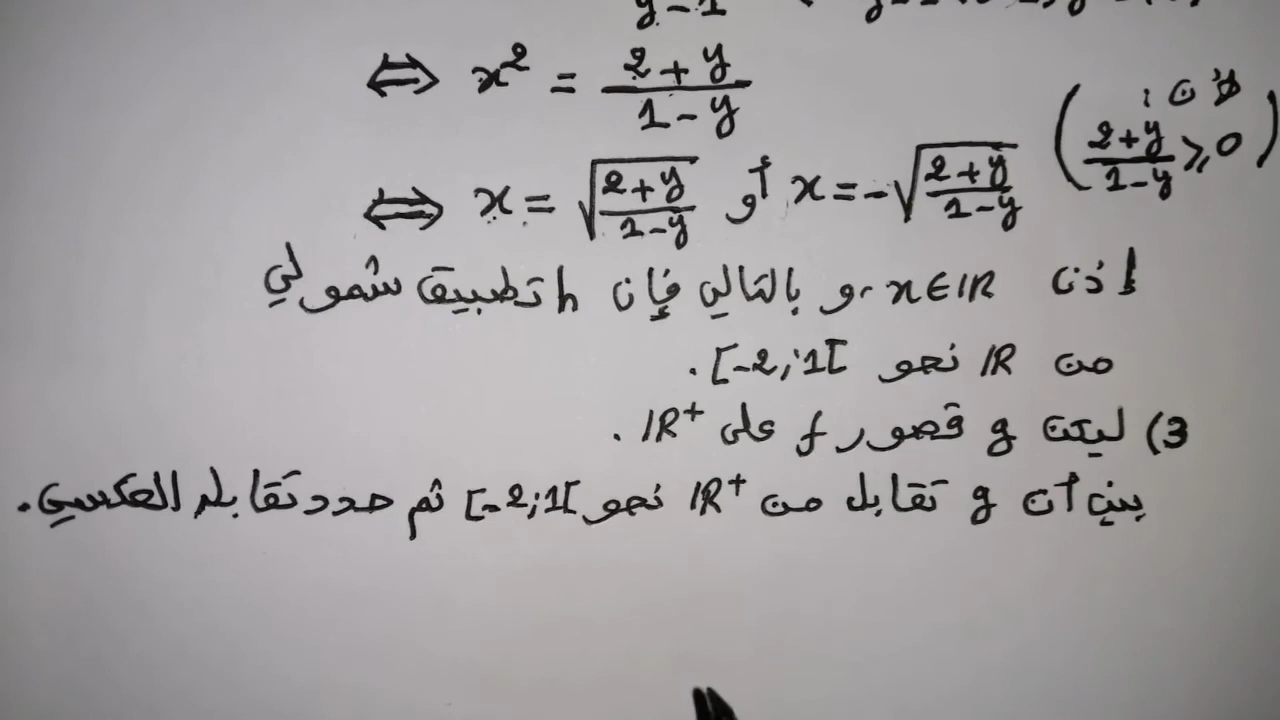 y-1
⟺ x² = (2+y)/(1-y)
⟺ x = √((2+y)/(1-y)) أو x = -√((2+y)/(1-y)) (لأن: (2+y)/(1-y) ⩾ 0)
إذن x∈IR، و بالتالي فإن h تطبيق شمولي
من IR نحو [-2;1[.
3) ليكن g قصور f على IR⁺.
بين أن g تقابل من IR⁺ نحو [-2;1[ ثم حدد تقابله العكسي.